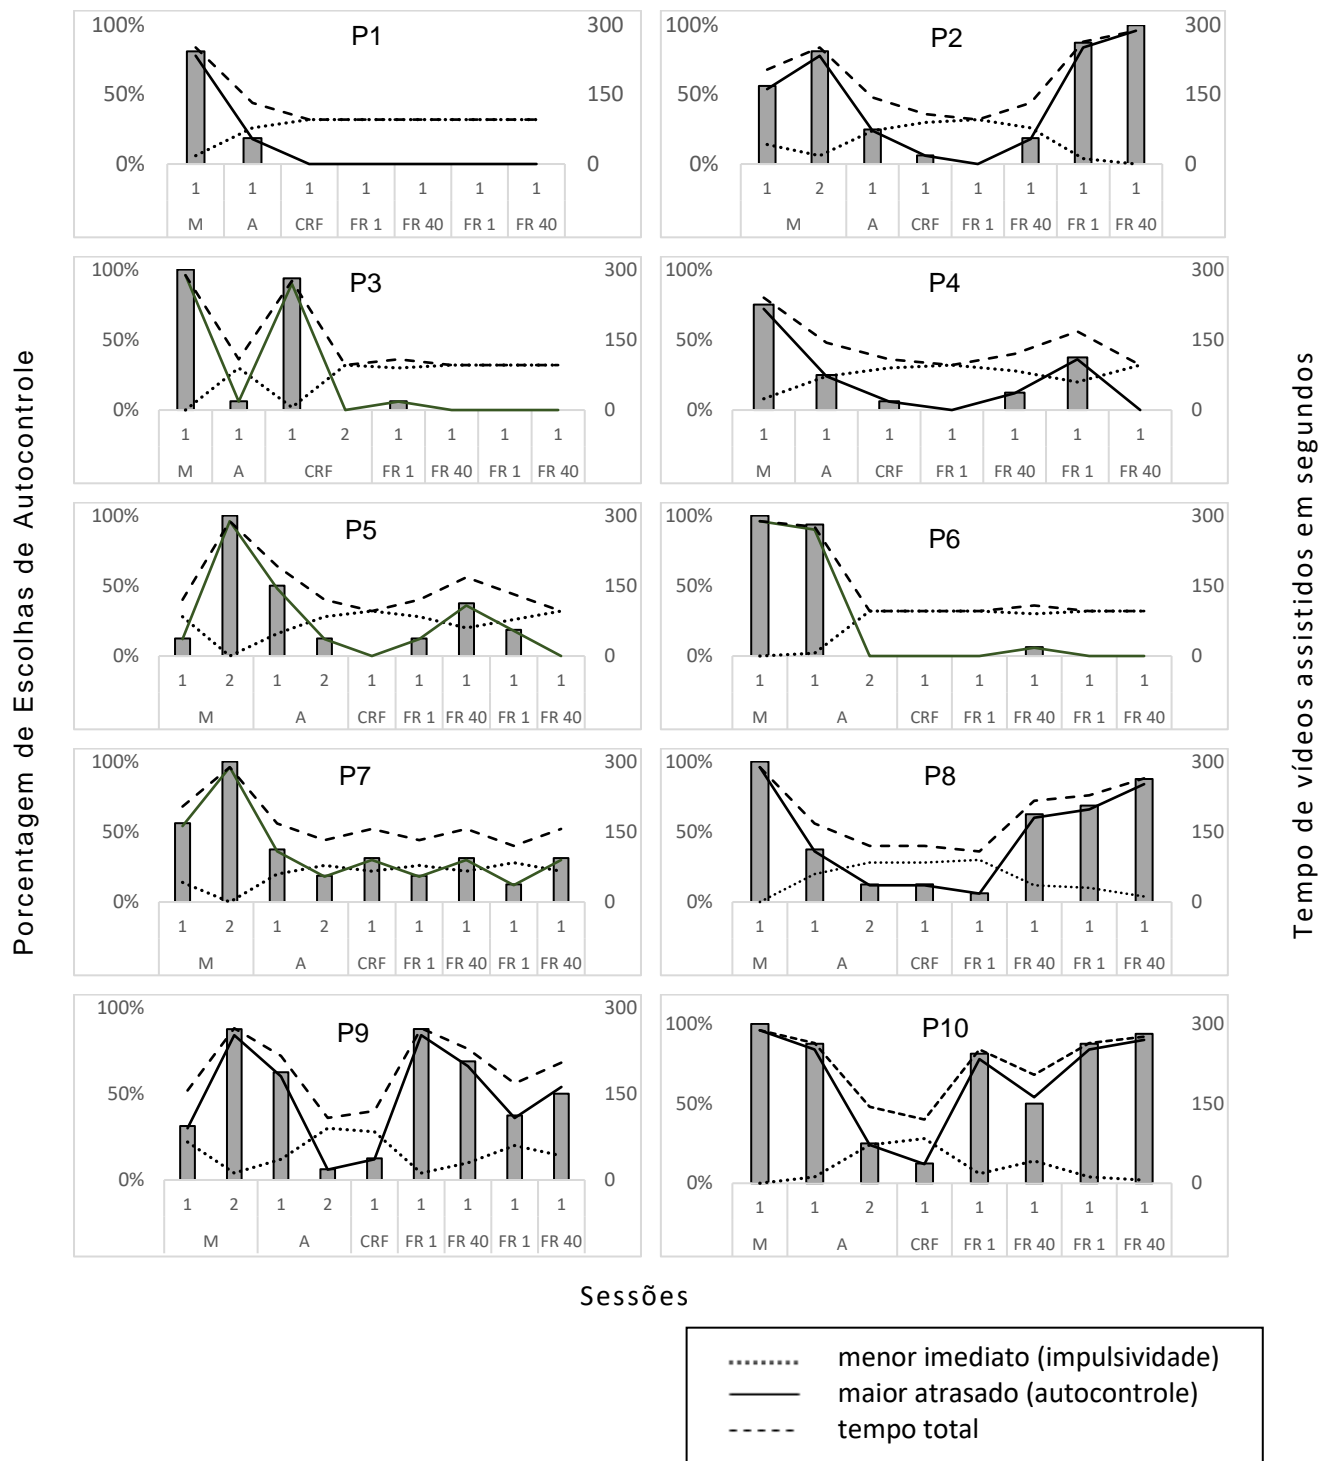 Porcentagem de Escolhas de Autocontrole
Tempo de vídeos assistidos em segundos
P1
100% 300
50% 150
0% 0
1 1 1 1 1 1 1
M A CRF FR 1 FR 40 FR 1 FR 40
P2
100% 300
50% 150
0% 0
1 2 1 1 1 1 1 1
M A CRF FR 1 FR 40 FR 1 FR 40
P3
100% 300
50% 150
0% 0
1 1 1 2 1 1 1 1
M A CRF FR 1 FR 40 FR 1 FR 40
P4
100% 300
50% 150
0% 0
1 1 1 1 1 1 1
M A CRF FR 1 FR 40 FR 1 FR 40
P5
100% 300
50% 150
0% 0
1 2 1 2 1 1 1 1 1
M A CRF FR 1 FR 40 FR 1 FR 40
P6
100% 300
50% 150
0% 0
1 1 2 1 1 1 1 1
M A CRF FR 1 FR 40 FR 1 FR 40
P7
100% 300
50% 150
0% 0
1 2 1 2 1 1 1 1 1
M A CRF FR 1 FR 40 FR 1 FR 40
P8
100% 300
50% 150
0% 0
1 1 2 1 1 1 1 1
M A CRF FR 1 FR 40 FR 1 FR 40
P9
100% 300
50% 150
0% 0
1 2 1 2 1 1 1 1 1
M A CRF FR 1 FR 40 FR 1 FR 40
P10
100% 300
50% 150
0% 0
1 1 2 1 1 1 1 1
M A CRF FR 1 FR 40 FR 1 FR 40
Sessões
menor imediato (impulsividade)
maior atrasado (autocontrole)
tempo total